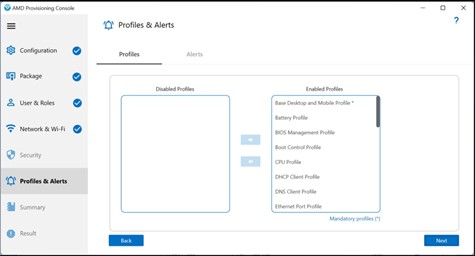 AMD Provisioning Console
?
Profiles & Alerts
Configuration
Package
User & Roles
Network & Wi-Fi
Security
Profiles & Alerts
Summary
Result
Profiles
Alerts
Disabled Profiles
Enabled Profiles
Base Desktop and Mobile Profile *
Battery Profile
BIOS Management Profile
Boot Control Profile
CPU Profile
DHCP Client Profile
DNS Client Profile
Ethernet Port Profile
Mandatory profiles (*)
Back
Next